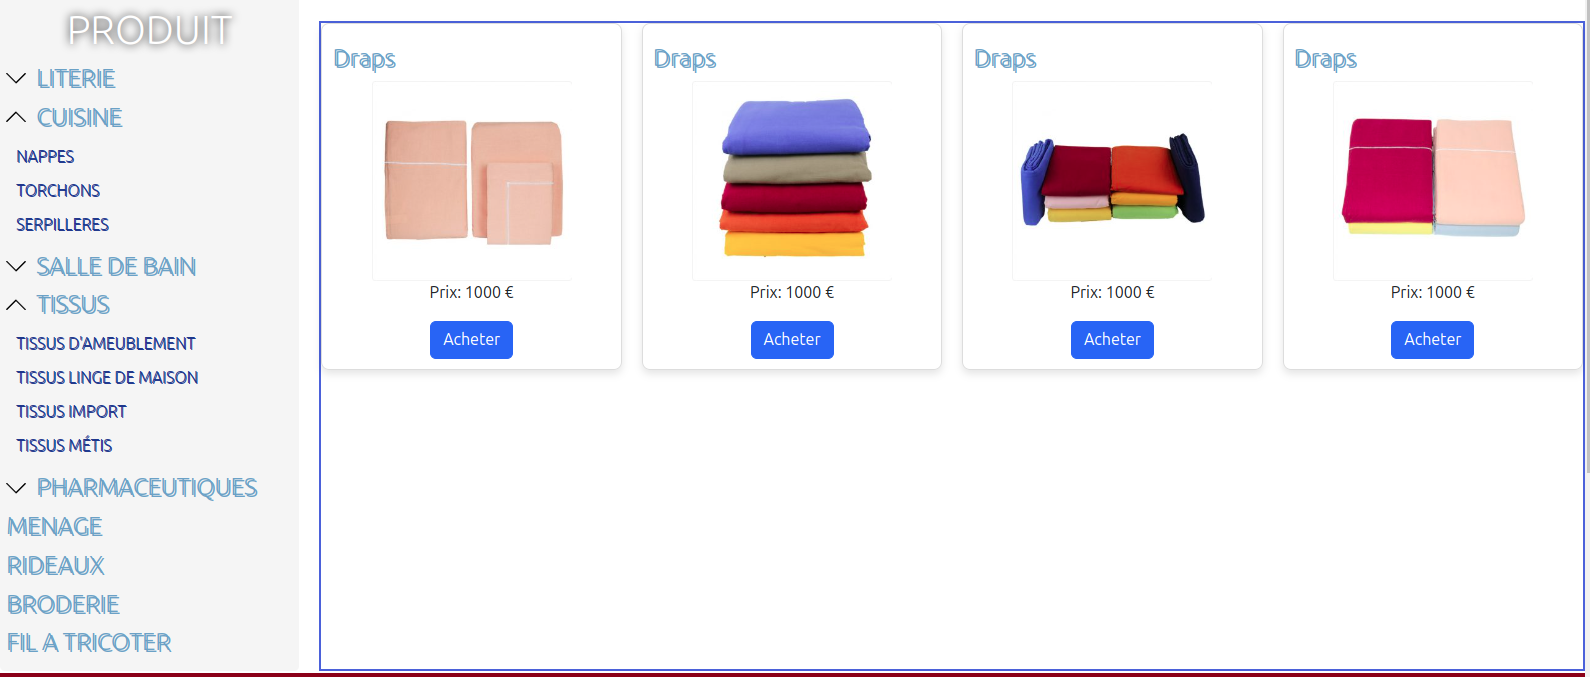 PRODUIT
LITERIE
CUISINE
NAPPES
TORCHONS
SERPILLERES
SALLE DE BAIN
TISSUS
TISSUS D'AMEUBLEMENT
TISSUS LINGE DE MAISON
TISSUS IMPORT
TISSUS MÉTIS
PHARMACEUTIQUES
MENAGE
RIDEAUX
BRODERIE
FIL A TRICOTER
Draps
Prix: 1000 €
Acheter
Draps
Prix: 1000 €
Acheter
Draps
Prix: 1000 €
Acheter
Draps
Prix: 1000 €
Acheter